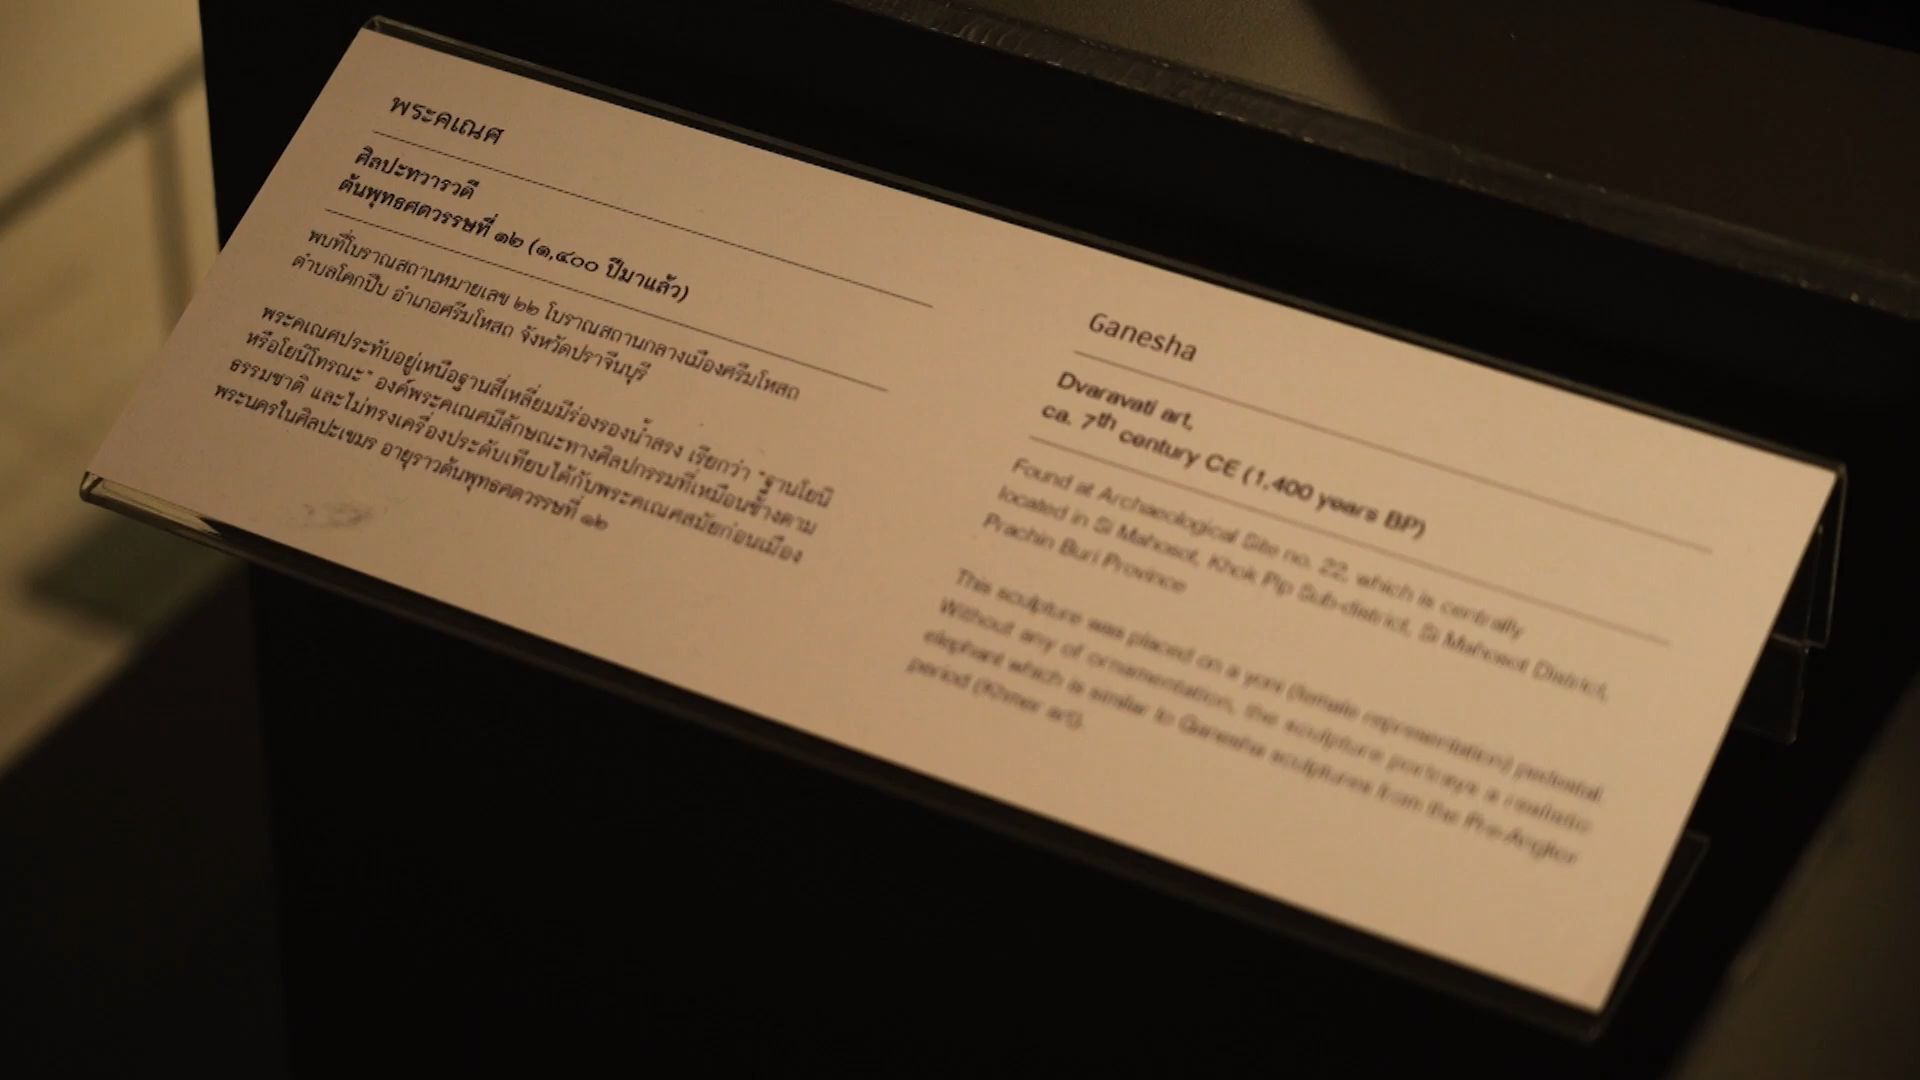 พระคเณศ
ศิลปะทวารวดี
ต้นพุทธศตวรรษที่ ๑๒ (๑,๔๐๐ ปีมาแล้ว)
พบที่โบราณสถานหมายเลข ๒๒ โบราณสถานกลางเมืองศรีมโหสถ
ตำบลโคกปีบ อำเภอศรีมโหสถ จังหวัดปราจีนบุรี
พระคเณศประทับอยู่เหนือฐานสี่เหลี่ยมมีร่องรองน้ำสรง เรียกว่า "ฐานโยนิ
หรือโยนิโทรณะ" องค์พระคเณศมีลักษณะทางศิลปกรรมที่เหมือนช้างตาม
ธรรมชาติ และไม่ทรงเครื่องประดับเทียบได้กับพระคเณศสมัยก่อนเมือง
พระนครในศิลปะเขมร อายุราวต้นพุทธศตวรรษที่ ๑๒
Ganesha
Dvaravati art,
ca. 7th century CE (1,400 years BP)
Found at Archaeological Site no. 22, which is centrally
located in Si Mahosot, Khok Pip Sub-district, Si Mahosot District,
Prachin Buri Province
This sculpture was placed on a yoni (female representation) pedestal.
Without any of ornamentation, the sculpture portrays a realistic
elephant which is similar to Ganesha sculptures from the Pre-Angkor
period (Khmer art).